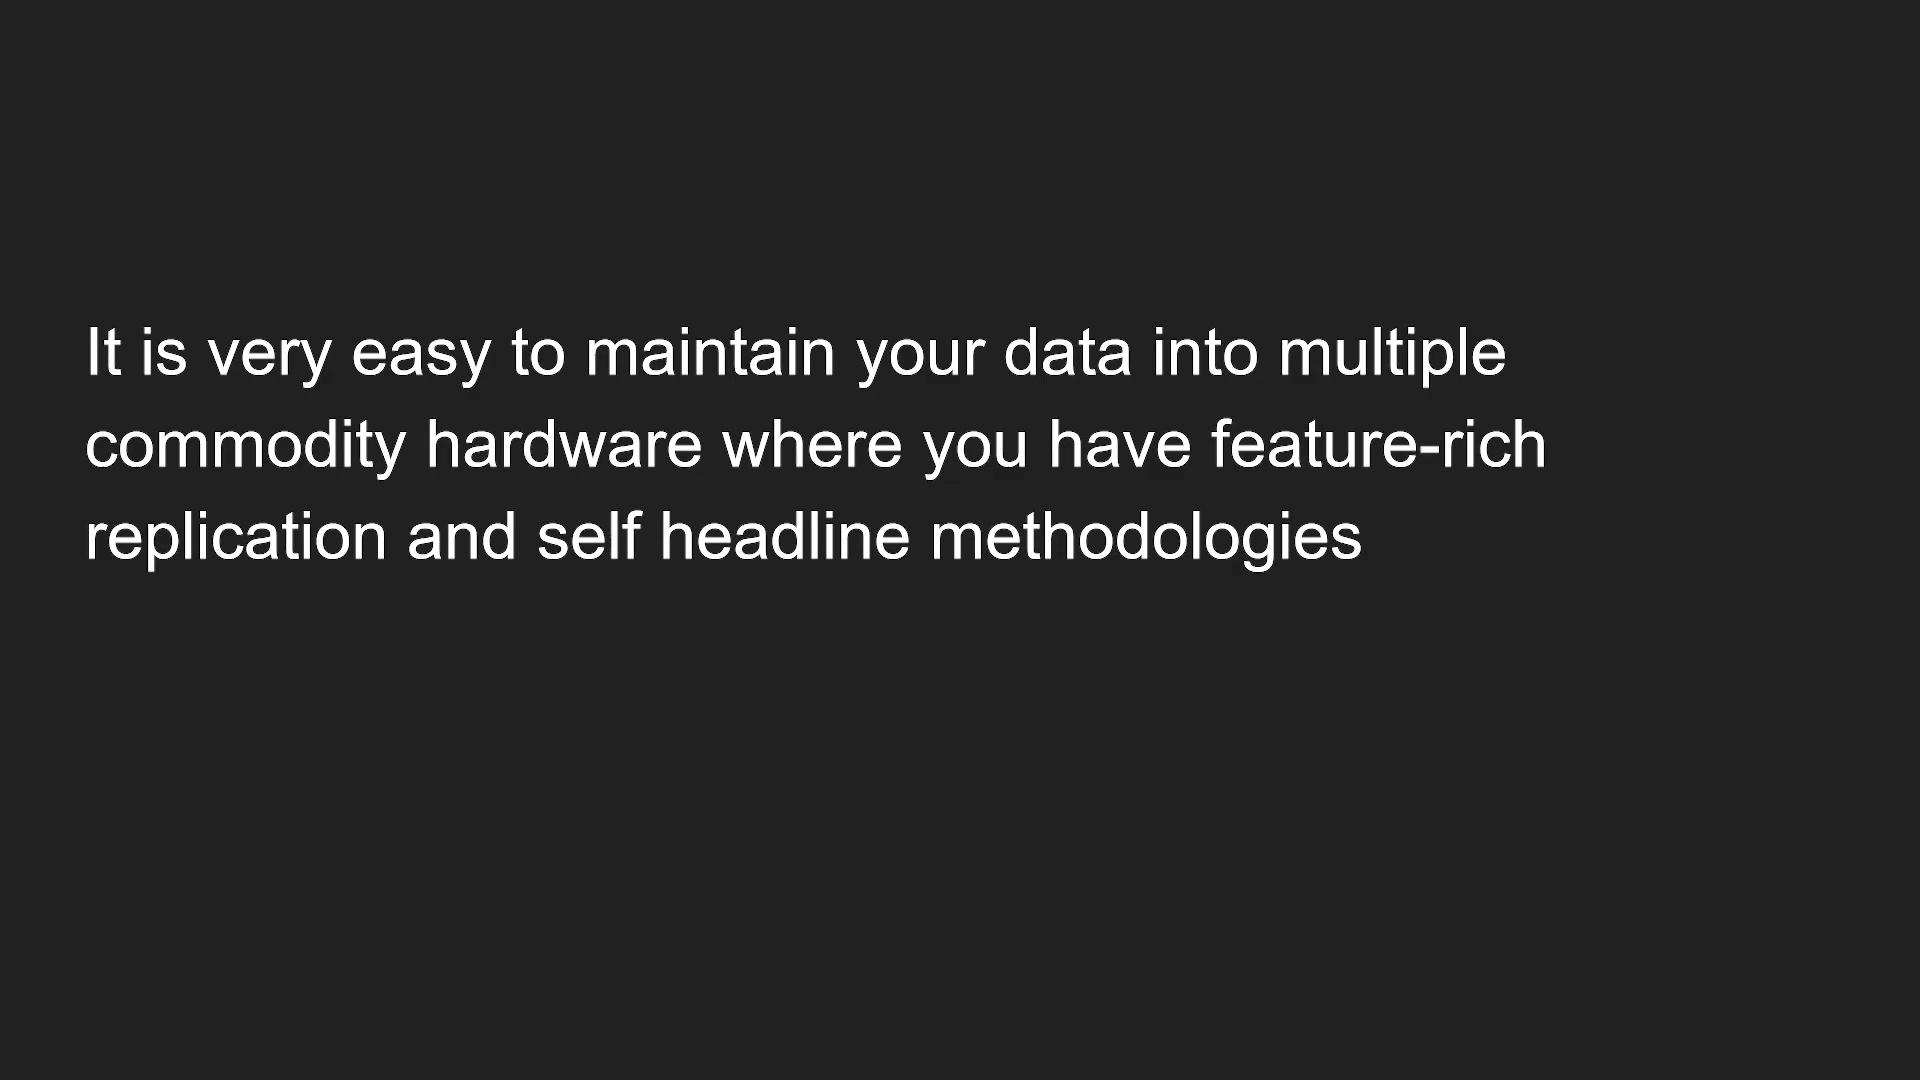 It is very easy to maintain your data into multiple
commodity hardware where you have feature-rich
replication and self headline methodologies